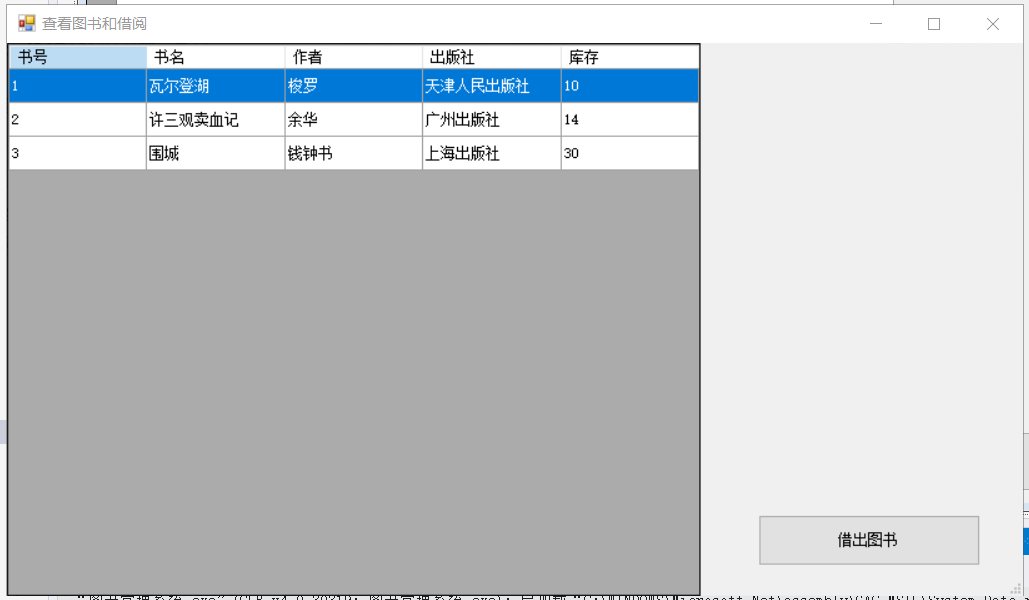 查看图书和借阅
书号 书名 作者 出版社 库存
1 瓦尔登湖 梭罗 天津人民出版社 10
2 许三观卖血记 余华 广州出版社 14
3 围城 钱钟书 上海出版社 30
借出图书